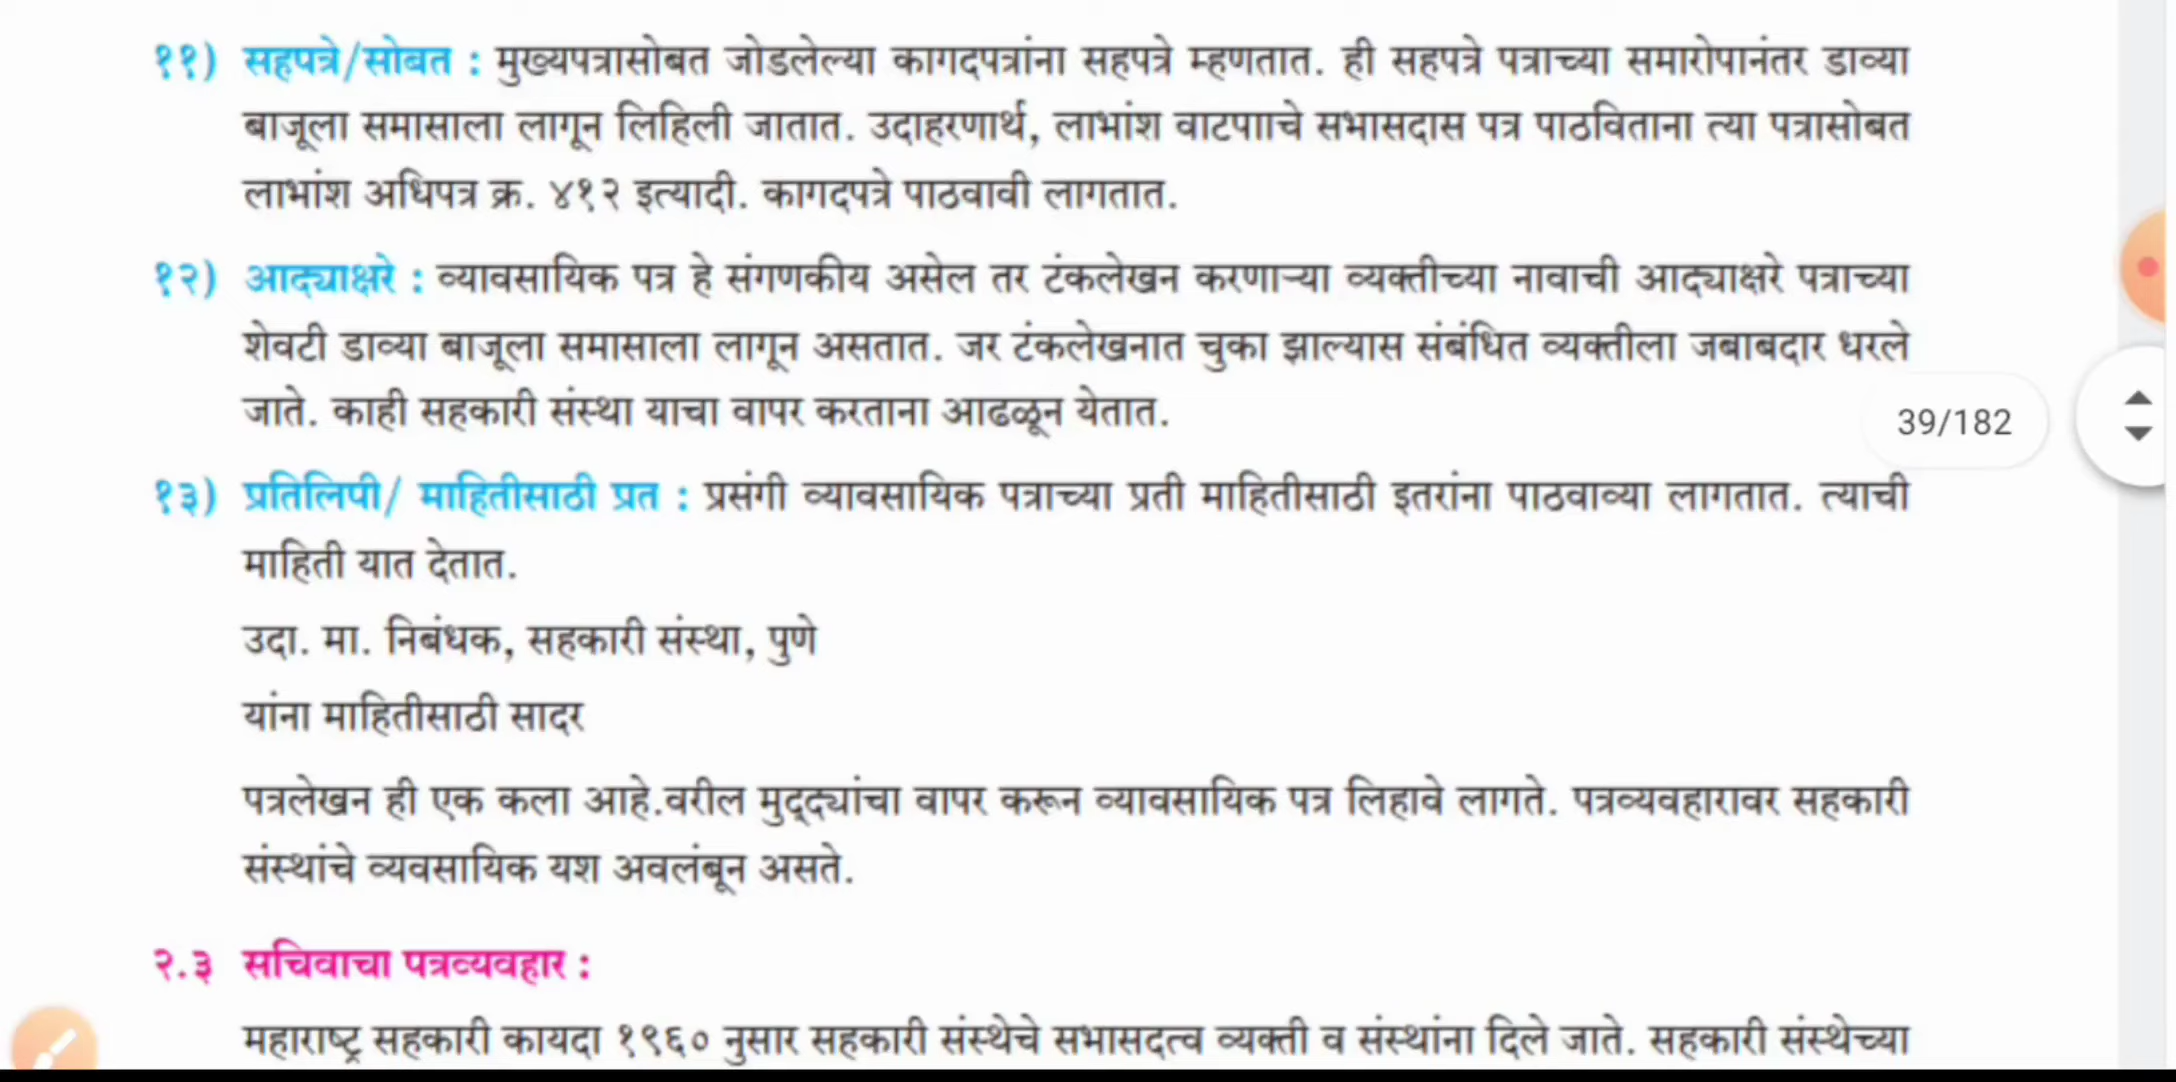 ११) सहपत्रे/सोबत : मुख्यपत्रासोबत जोडलेल्या कागदपत्रांना सहपत्रे म्हणतात. ही सहपत्रे पत्राच्या समारोपानंतर डाव्या
बाजूला समासाला लागून लिहिली जातात. उदाहरणार्थ, लाभांश वाटपााचे सभासदास पत्र पाठविताना त्या पत्रासोबत
लाभांश अधिपत्र क्र. ४१२ इत्यादी. कागदपत्रे पाठवावी लागतात.
१२) आद्याक्षरे : व्यावसायिक पत्र हे संगणकीय असेल तर टंकलेखन करणाऱ्या व्यक्तीच्या नावाची आद्याक्षरे पत्राच्या
शेवटी डाव्या बाजूला समासाला लागून असतात. जर टंकलेखनात चुका झाल्यास संबंधित व्यक्तीला जबाबदार धरले
जाते. काही सहकारी संस्था याचा वापर करताना आढळून येतात.
39/182
१३) प्रतिलिपी/ माहितीसाठी प्रत : प्रसंगी व्यावसायिक पत्राच्या प्रती माहितीसाठी इतरांना पाठवाव्या लागतात. त्याची
माहिती यात देतात.
उदा. मा. निबंधक, सहकारी संस्था, पुणे
यांना माहितीसाठी सादर
पत्रलेखन ही एक कला आहे.वरील मुद्द्यांचा वापर करून व्यावसायिक पत्र लिहावे लागते. पत्रव्यवहारावर सहकारी
संस्थांचे व्यवसायिक यश अवलंबून असते.
२.३ सचिवाचा पत्रव्यवहार :
महाराष्ट्र सहकारी कायदा १९६० नुसार सहकारी संस्थेचे सभासदत्व व्यक्ती व संस्थांना दिले जाते. सहकारी संस्थेच्या